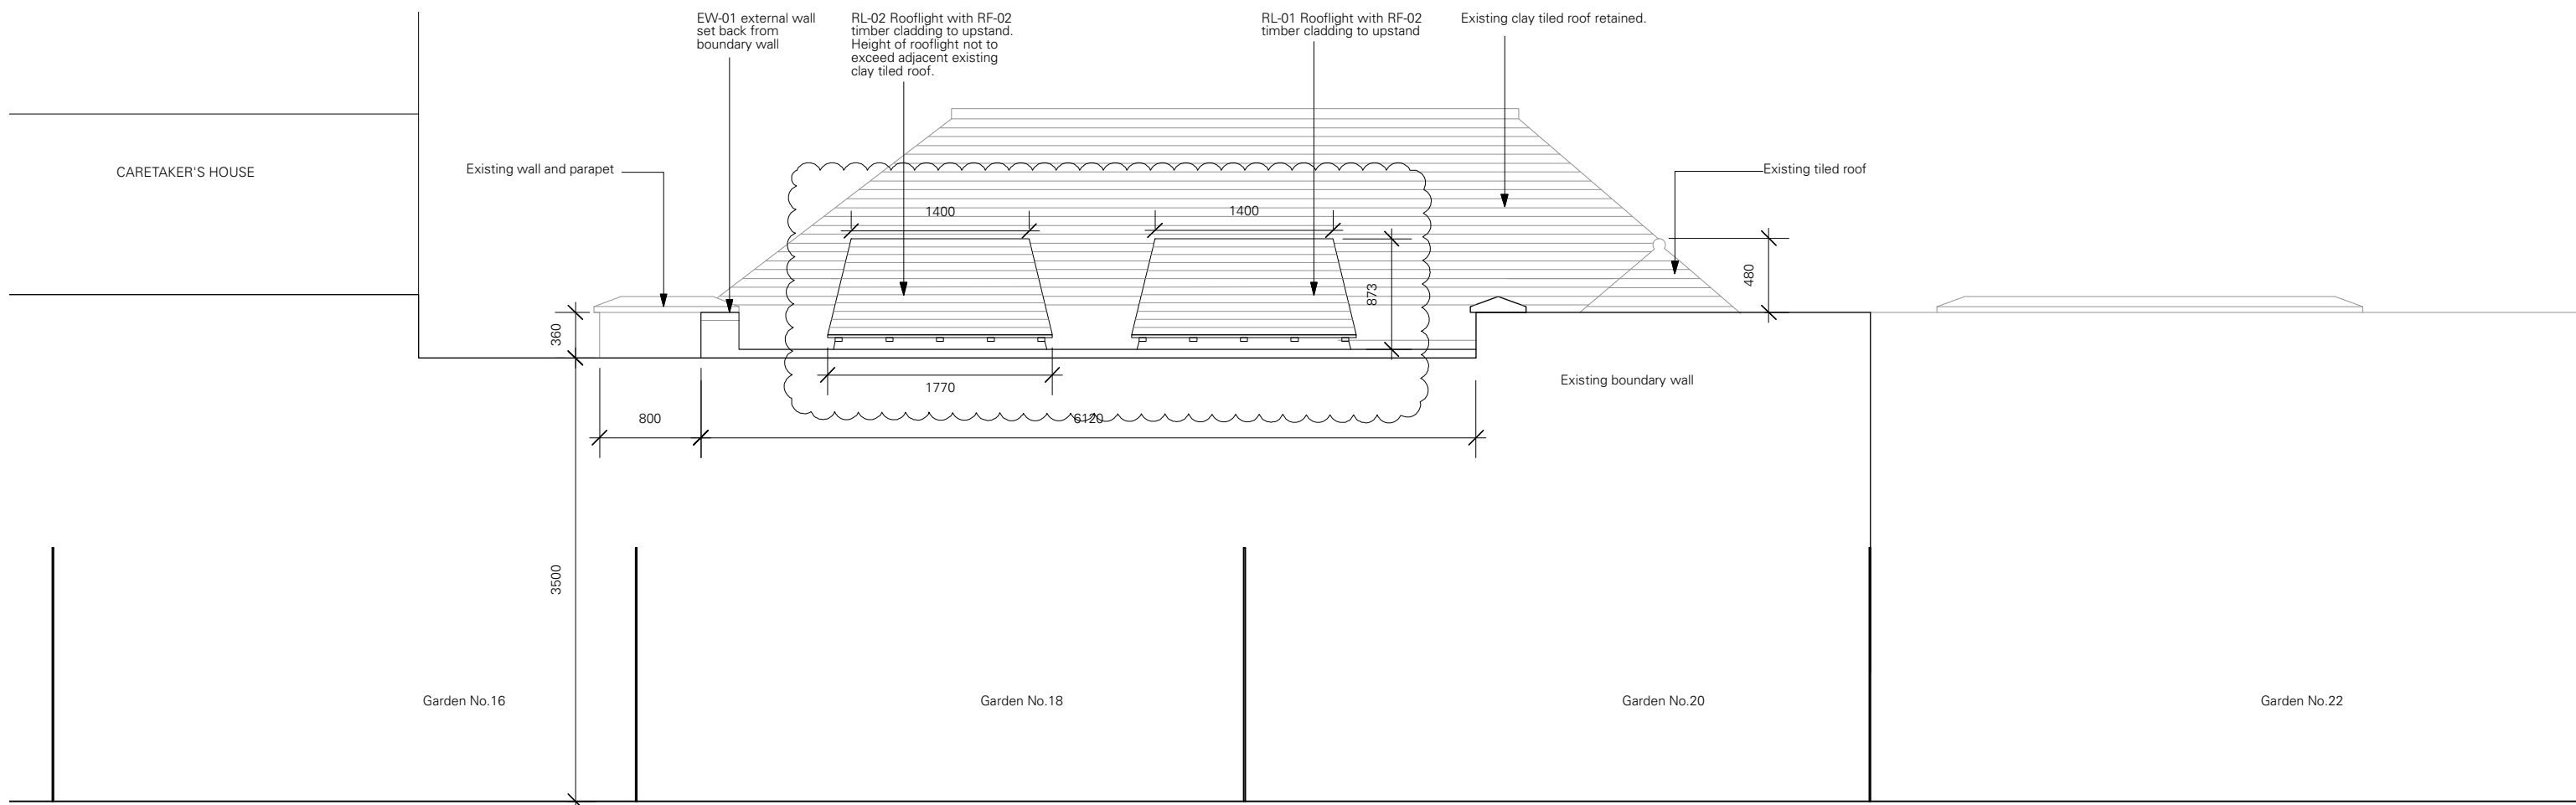 EW-01 external wall
set back from
boundary wall
RL-02 Rooflight with RF-02
timber cladding to upstand.
Height of rooflight not to
exceed adjacent existing
clay tiled roof.
RL-01 Rooflight with RF-02
timber cladding to upstand
Existing clay tiled roof retained.
CARETAKER'S HOUSE
Existing wall and parapet
Existing tiled roof
1400
1400
480
873
360
1770
Existing boundary wall
800
6120
3500
Garden No.16
Garden No.18
Garden No.20
Garden No.22